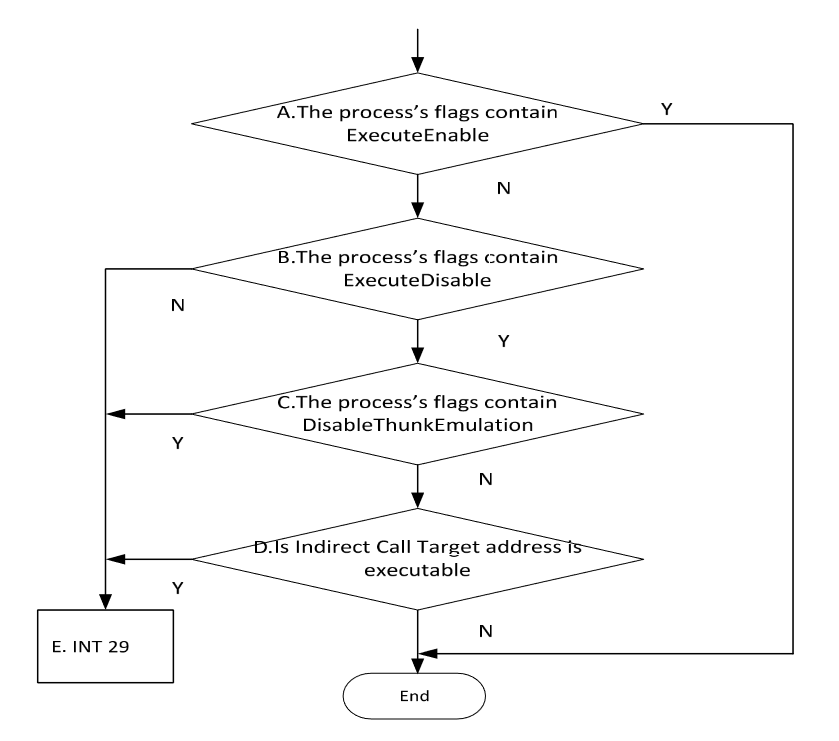 A.The process’s flags contain
ExecuteEnable
Y
N
B.The process’s flags contain
ExecuteDisable
N
Y
C.The process’s flags contain
DisableThunkEmulation
Y
N
D.Is Indirect Call Target address is
executable
Y
N
E. INT 29
End